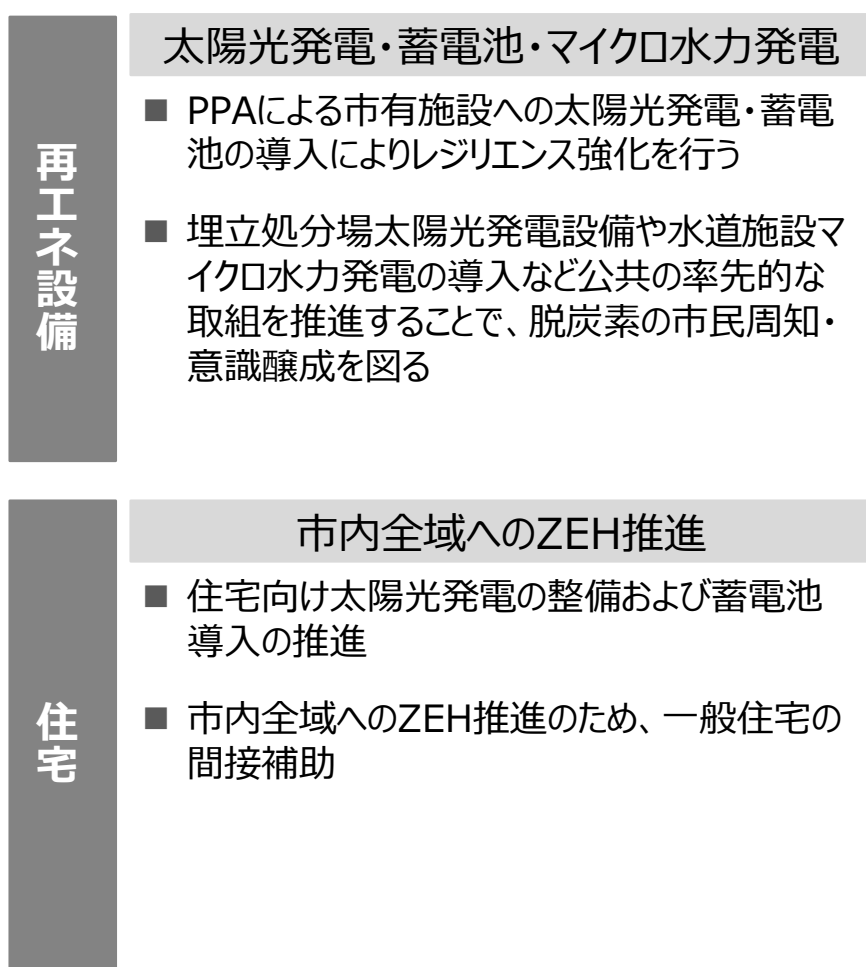 再エネ設備
太陽光発電・蓄電池・マイクロ水力発電
■ PPAによる市有施設への太陽光発電・蓄電
池の導入によりレジリエンス強化を行う
■ 埋立処分場太陽光発電設備や水道施設マ
イクロ水力発電の導入など公共の率先的な
取組を推進することで、脱炭素の市民周知・
意識醸成を図る
住宅
市内全域へのZEH推進
■ 住宅向け太陽光発電の整備および蓄電池
導入の推進
■ 市内全域へのZEH推進のため、一般住宅の
間接補助